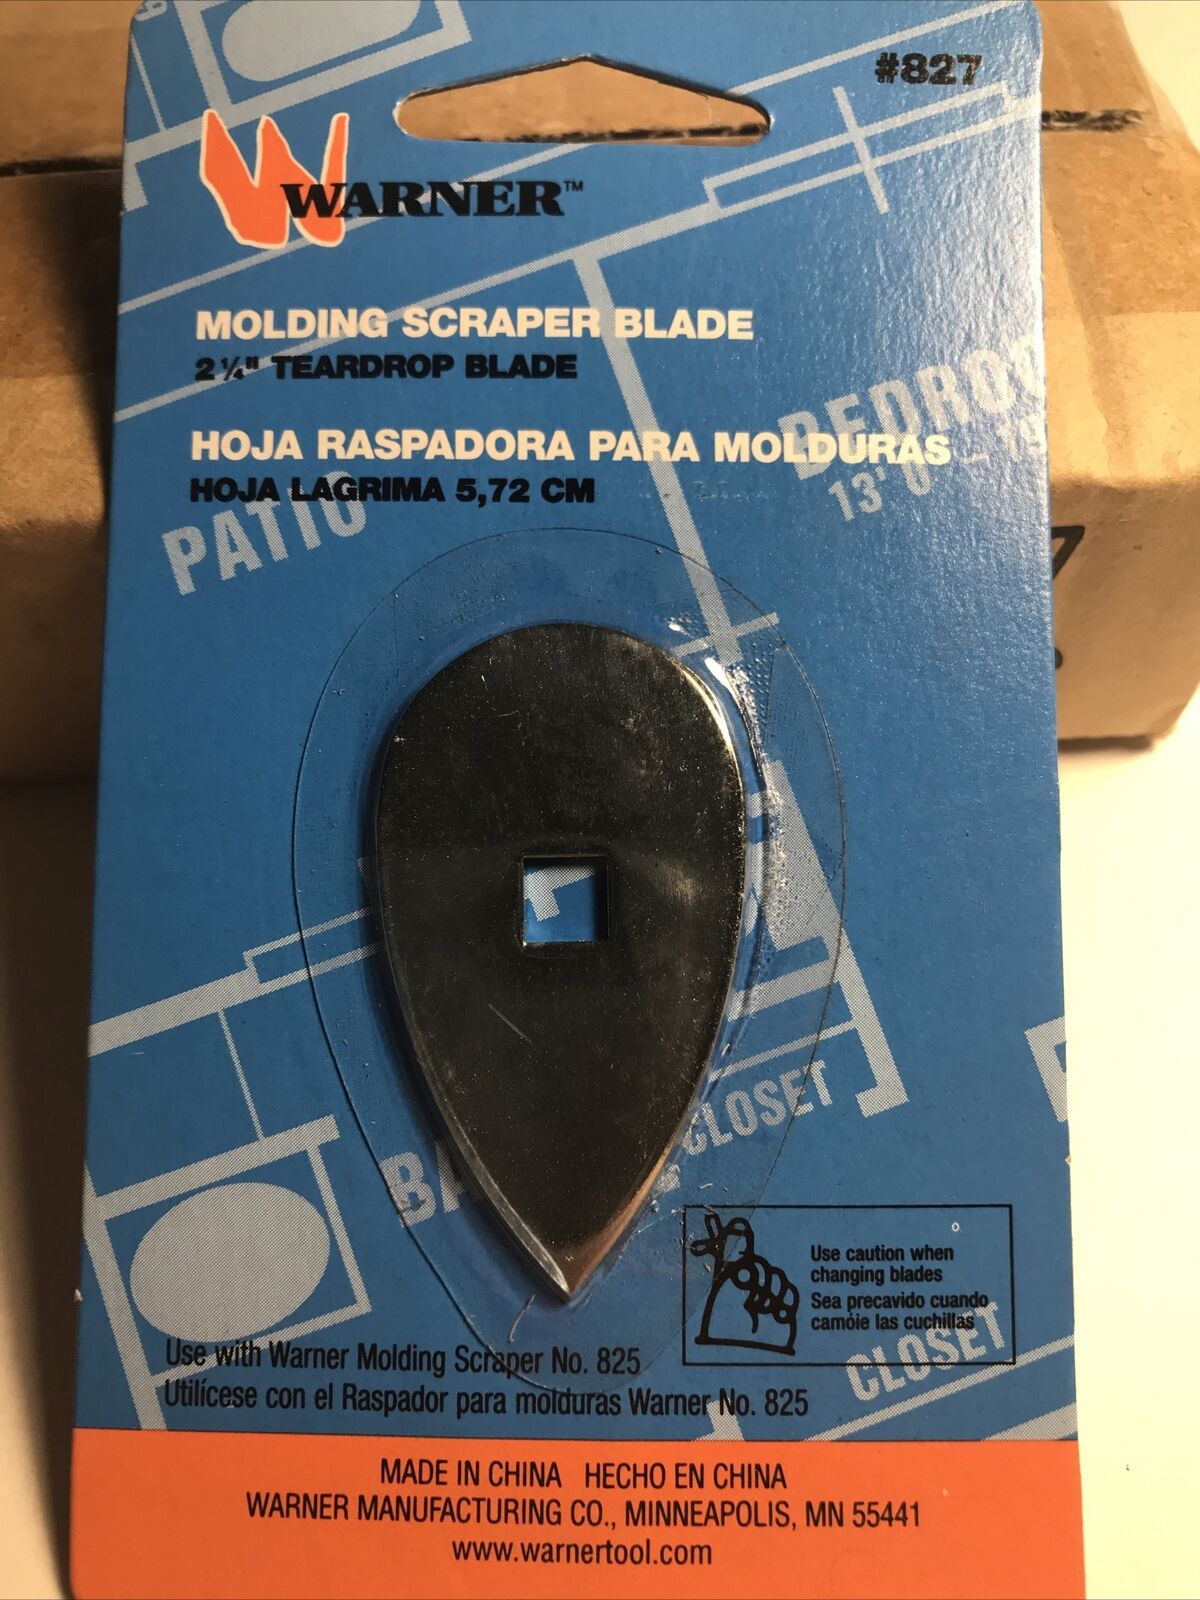 #827
WARNER™
MOLDING SCRAPER BLADE
2 ¼" TEARDROP BLADE
HOJA RASPADORA PARA MOLDURAS
HOJA LAGRIMA 5,72 CM
PATIO
13' 0" - 19
CLOSET
Use caution when
changing blades
Sea precavido cuando
camóie las cuchillas
CLOSET
Use with Warner Molding Scraper No. 825
Utilícese con el Raspador para molduras Warner No. 825
MADE IN CHINA HECHO EN CHINA
WARNER MANUFACTURING CO., MINNEAPOLIS, MN 55441
www.warnertool.com